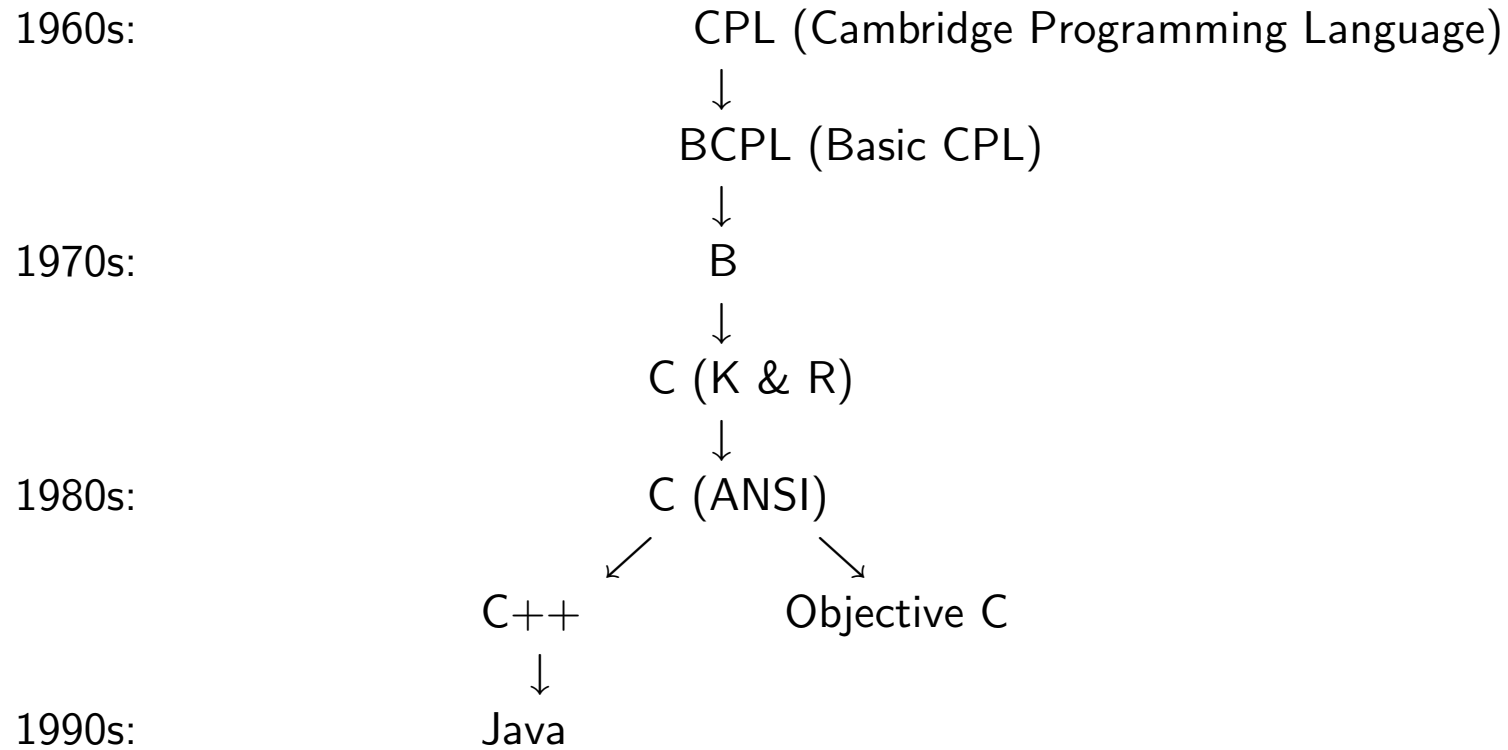 1960s: CPL (Cambridge Programming Language)
BCPL (Basic CPL)
1970s: B
C (K & R)
1980s: C (ANSI)
C++ Objective C
1990s: Java